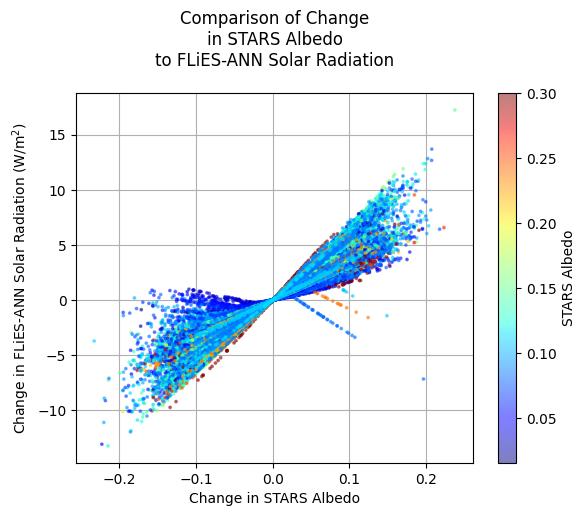 Comparison of Change
in STARS Albedo
to FLiES-ANN Solar Radiation
Change in FLiES-ANN Solar Radiation (W/m²)
15
10
5
0
−5
−10
−0.2
−0.1
0.0
0.1
0.2
Change in STARS Albedo
0.30
0.25
0.20
0.15
0.10
0.05
STARS Albedo